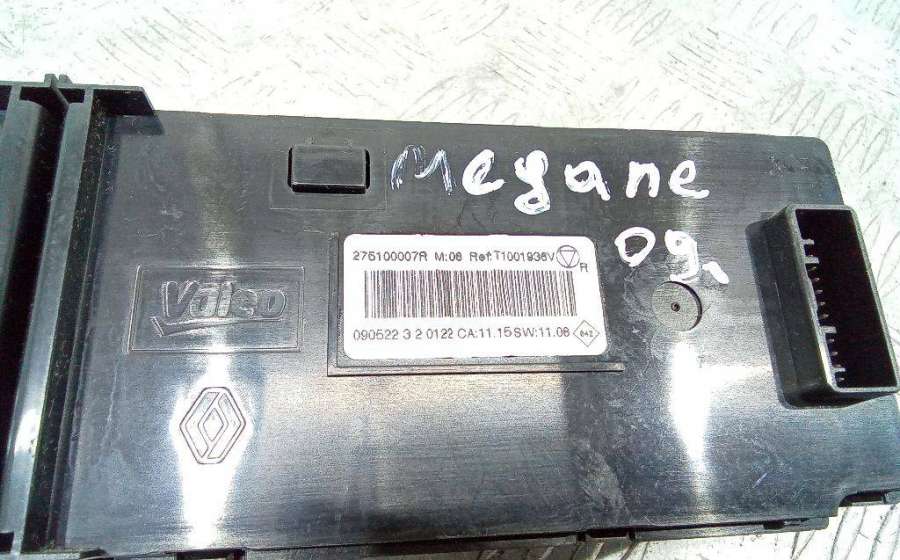 Megane
09.
275100007R M:06 Ref:T1001936V
R
Valeo
090522 3 2 0122 CA:11.15 SW:11.06